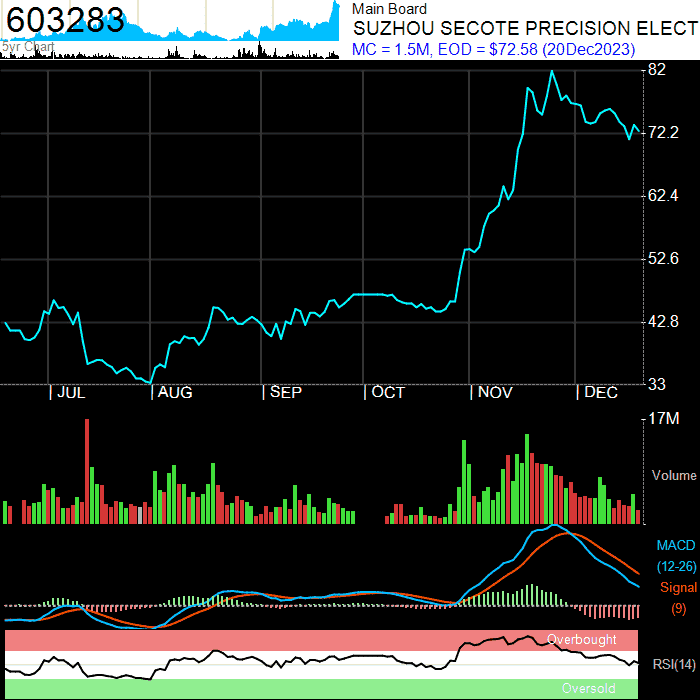 603283
5yr Chart
Main Board
SUZHOU SECOTE PRECISION ELECT
MC = 1.5M, EOD = $72.58 (20Dec2023)
82
72.2
62.4
52.6
42.8
33
JUL AUG SEP OCT NOV DEC
17M
Volume
MACD
(12-26)
Signal
(9)
Overbought
RSI(14)
Oversold